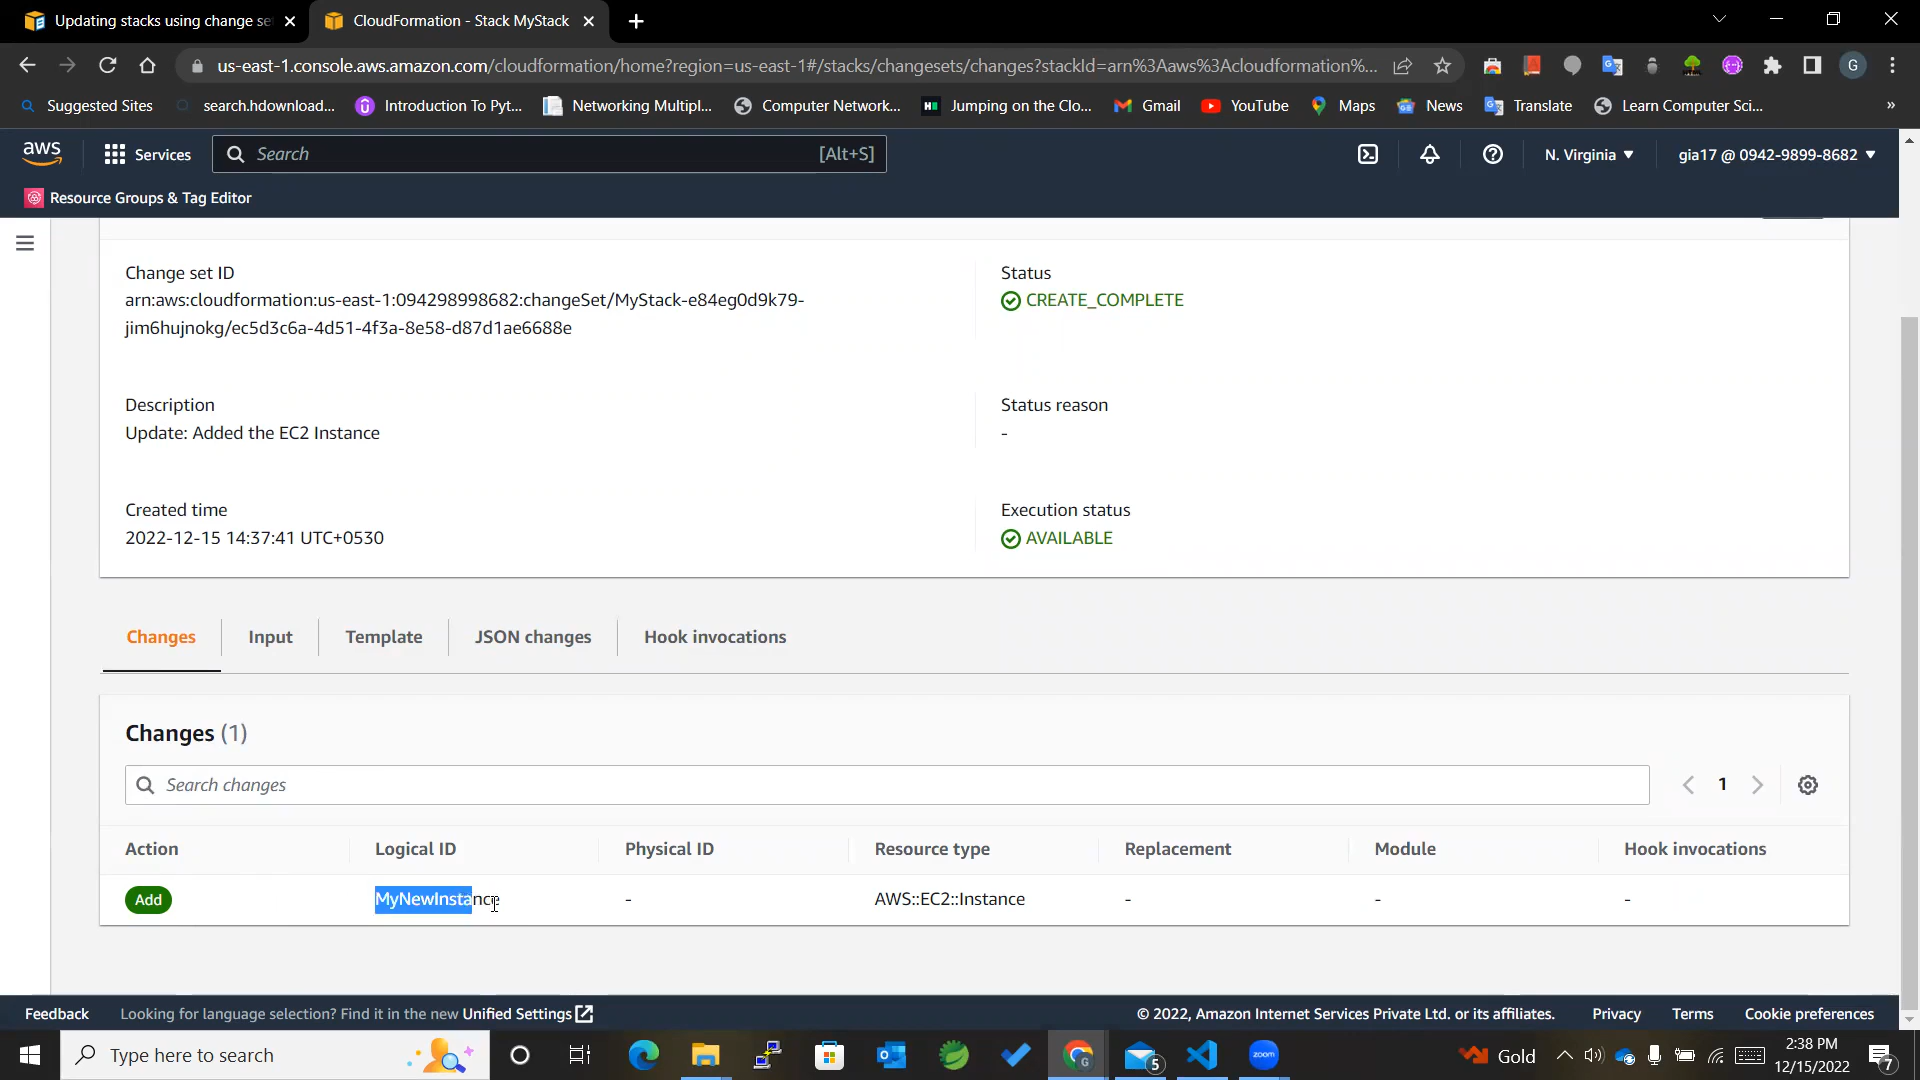 Updating stacks using change se
CloudFormation - Stack MyStack
us-east-1.console.aws.amazon.com/cloudformation/home?region=us-east-1#/stacks/changesets/changes?stackId=arn%3Aaws%3Acloudformation%...
G
Suggested Sites
search.hdownload...
Introduction To Pyt...
Networking Multipl...
Computer Network...
Jumping on the Clo...
Gmail
YouTube
Maps
News
Translate
Learn Computer Sci...
»
aws
Services
Search
[Alt+S]
N. Virginia
gia17 @ 0942-9899-8682
Resource Groups & Tag Editor
Change set ID
arn:aws:cloudformation:us-east-1:094298998682:changeSet/MyStack-e84eg0d9k79-
jim6hujnokg/ec5d3c6a-4d51-4f3a-8e58-d87d1ae6688e
Status
CREATE_COMPLETE
Description
Update: Added the EC2 Instance
Status reason
-
Created time
2022-12-15 14:37:41 UTC+0530
Execution status
AVAILABLE
Changes
Input
Template
JSON changes
Hook invocations
Changes (1)
Search changes
1
Action Logical ID Physical ID Resource type Replacement Module Hook invocations
Add MyNewInstance - AWS::EC2::Instance - - -
Feedback
Looking for language selection? Find it in the new Unified Settings
© 2022, Amazon Internet Services Private Ltd. or its affiliates.
Privacy
Terms
Cookie preferences
Type here to search
5
zoom
Gold
2:38 PM
12/15/2022
7